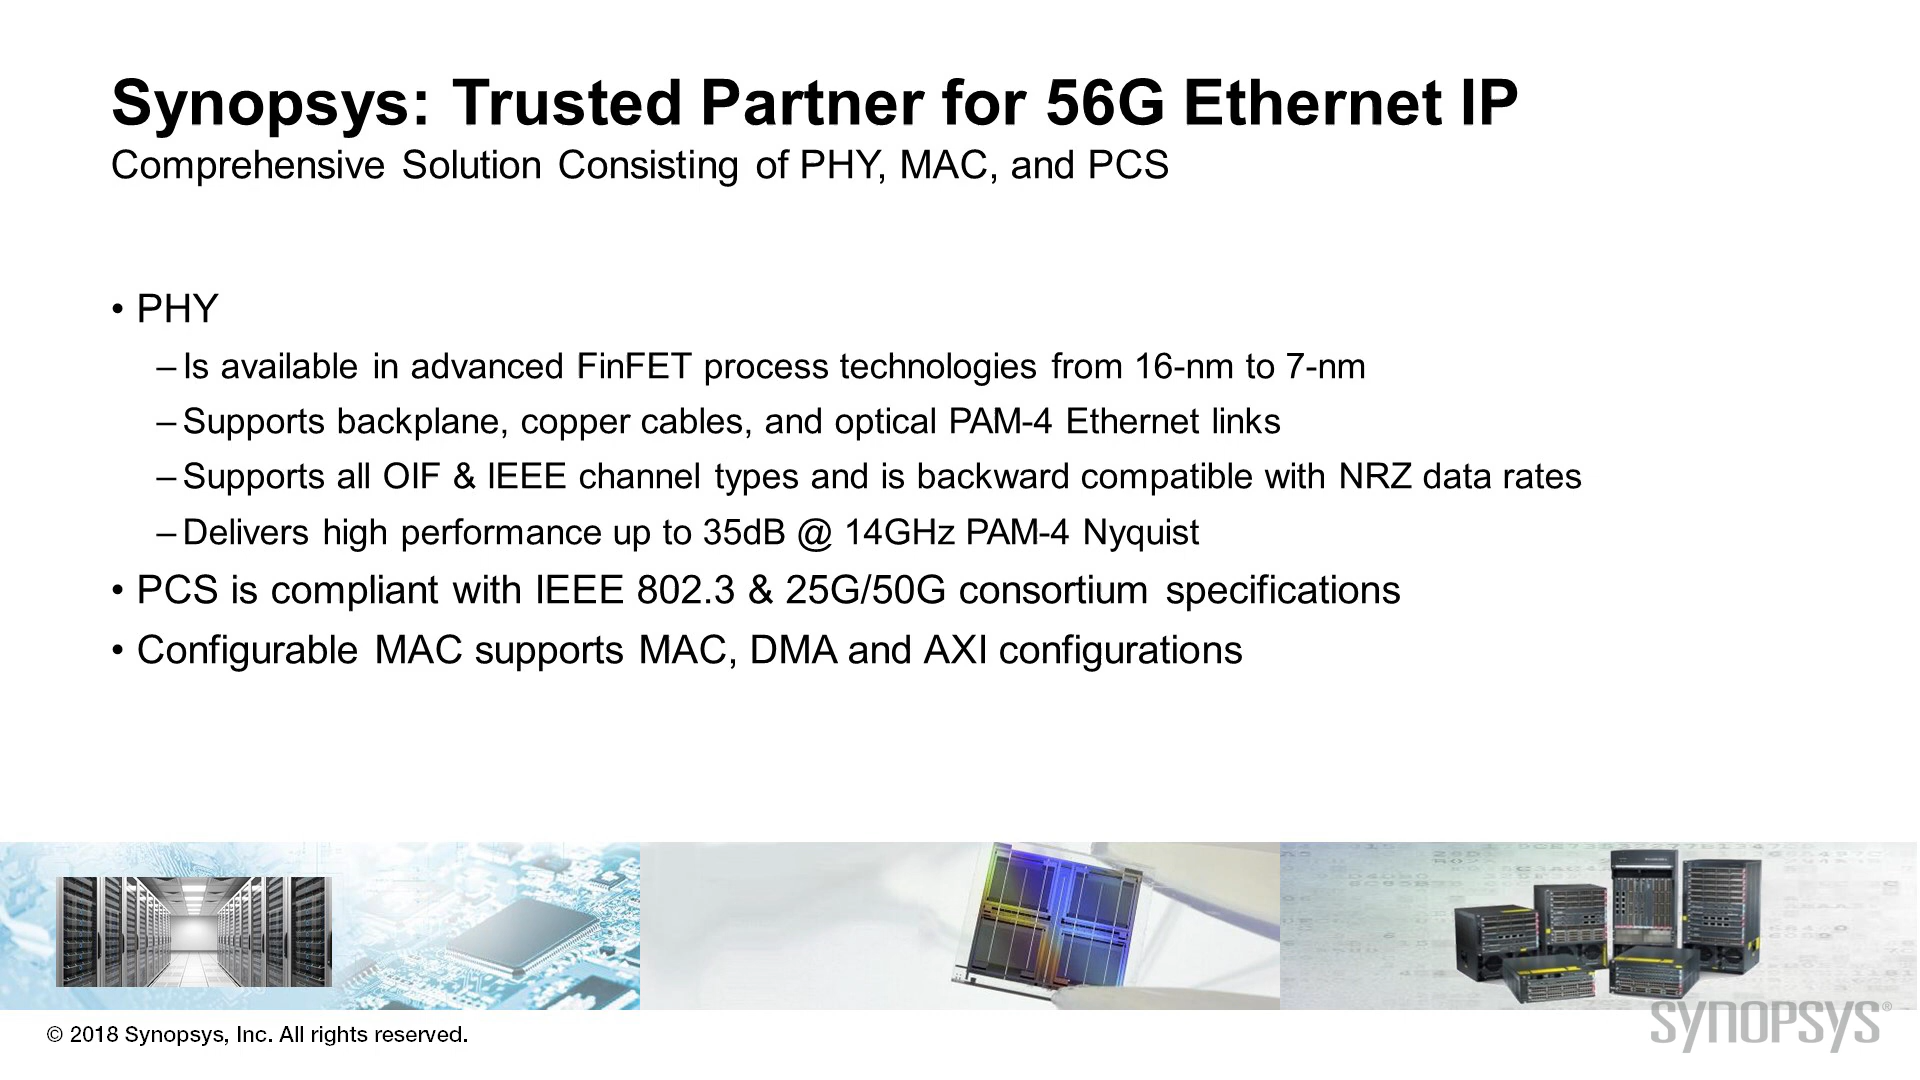 Synopsys: Trusted Partner for 56G Ethernet IP
Comprehensive Solution Consisting of PHY, MAC, and PCS
• PHY
– Is available in advanced FinFET process technologies from 16-nm to 7-nm
– Supports backplane, copper cables, and optical PAM-4 Ethernet links
– Supports all OIF & IEEE channel types and is backward compatible with NRZ data rates
– Delivers high performance up to 35dB @ 14GHz PAM-4 Nyquist
• PCS is compliant with IEEE 802.3 & 25G/50G consortium specifications
• Configurable MAC supports MAC, DMA and AXI configurations
© 2018 Synopsys, Inc. All rights reserved.
SYNOPSYS®